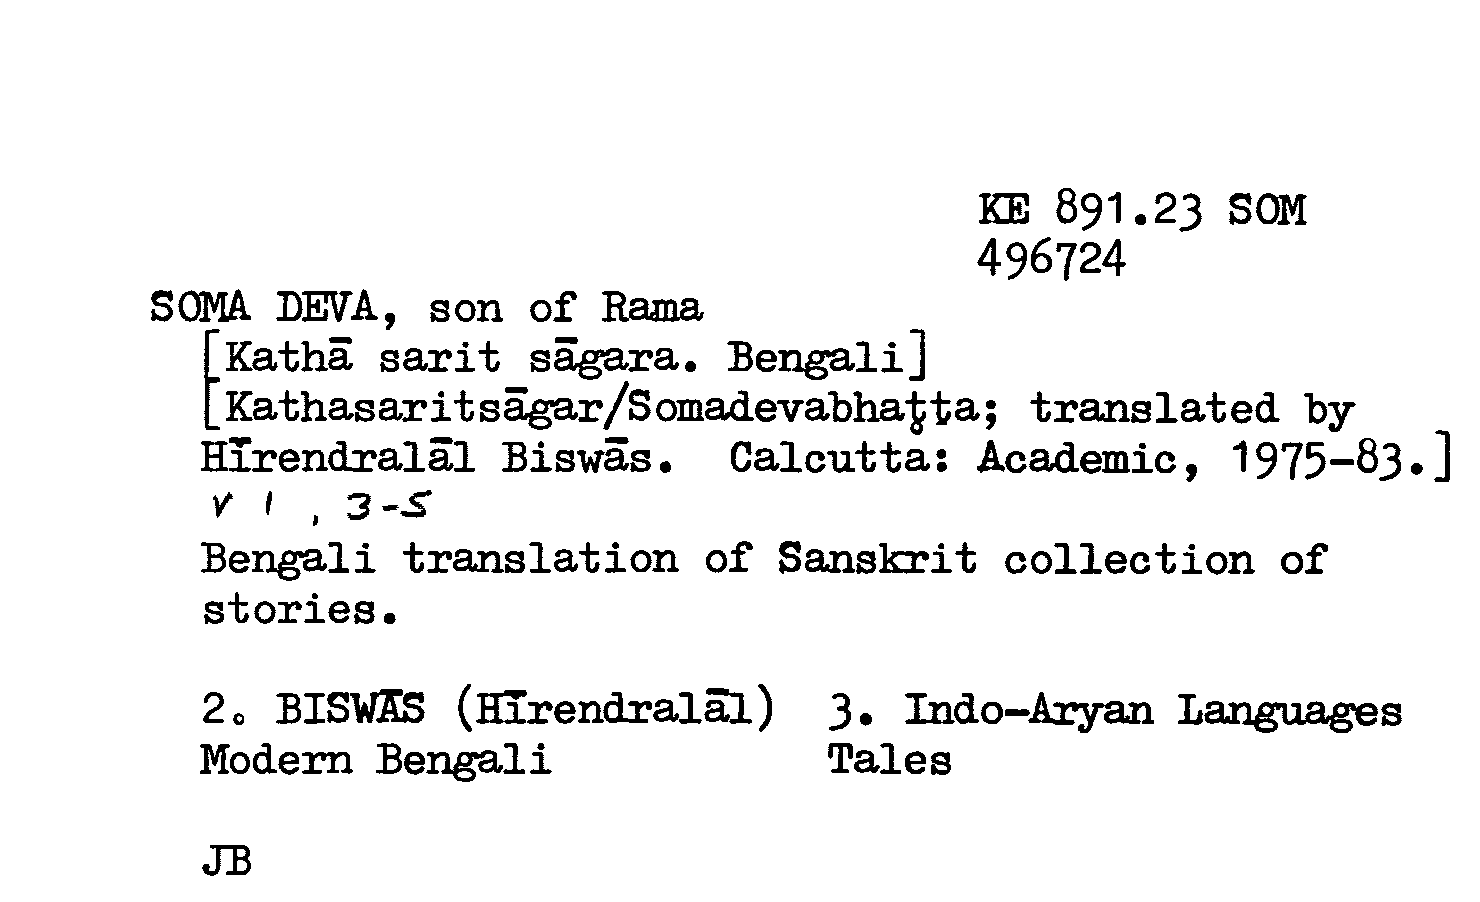 KE 891.23 SOM
496724
SOMA DEVA, son of Rama
[Kathā sarit sāgara. Bengali]
[Kathasaritsāgar/Somadevabhaṭṭa; translated by
Hīrendralāl Biswās. Calcutta: Academic, 1975-83.]
v 1 , 3-5
Bengali translation of Sanskrit collection of
stories.
2. BISWĀS (Hīrendralāl) 3. Indo-Aryan Languages
Modern Bengali Tales
JB